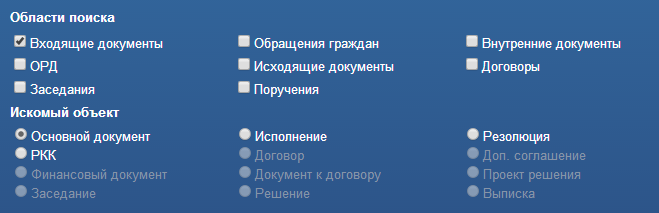 Области поиска
Входящие документы Обращения граждан Внутренние документы
ОРД Исходящие документы Договоры
Заседания Поручения
Искомый объект
Основной документ Исполнение Резолюция
РКК Договор Доп. соглашение
Финансовый документ Документ к договору Проект решения
Заседание Решение Выписка